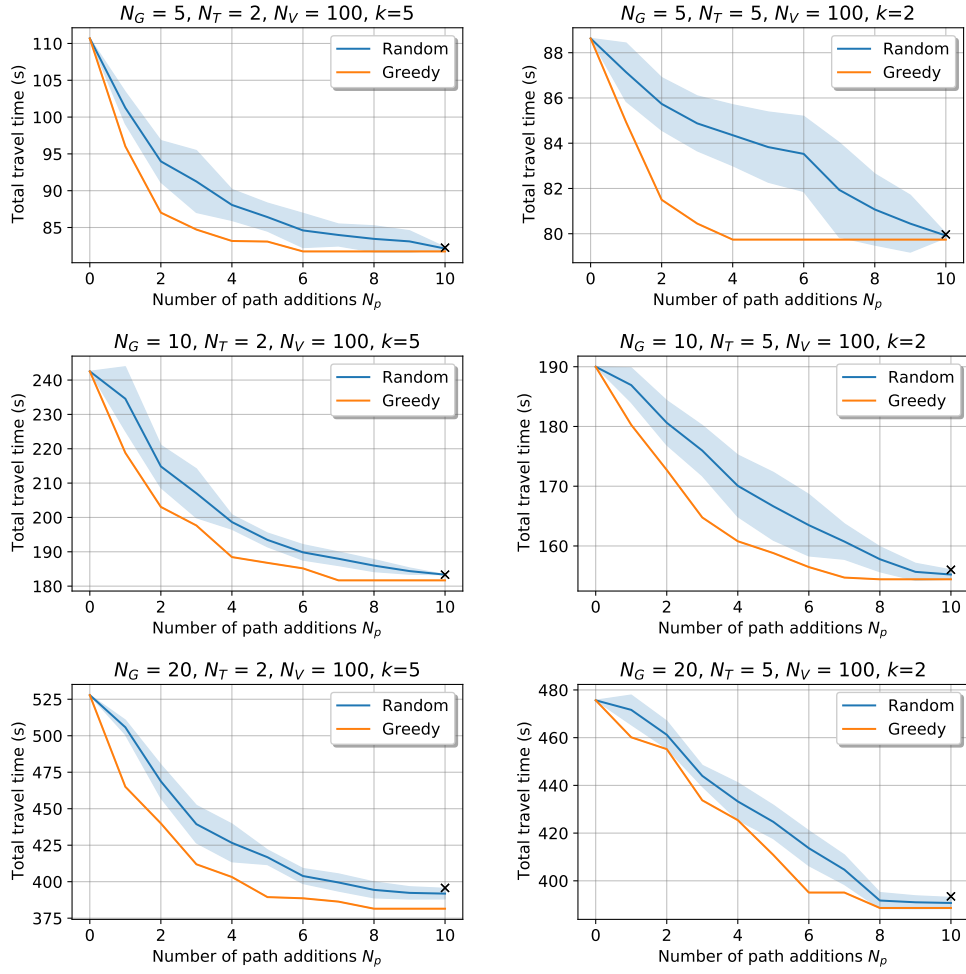 N_G = 5, N_T = 2, N_V = 100, k=5
Total travel time (s)
110
105
100
95
90
85
0 2 4 6 8 10
Number of path additions N_p
Random
Greedy
N_G = 5, N_T = 5, N_V = 100, k=2
Total travel time (s)
88
86
84
82
80
0 2 4 6 8 10
Number of path additions N_p
Random
Greedy
N_G = 10, N_T = 2, N_V = 100, k=5
Total travel time (s)
240
230
220
210
200
190
180
0 2 4 6 8 10
Number of path additions N_p
Random
Greedy
N_G = 10, N_T = 5, N_V = 100, k=2
Total travel time (s)
190
180
170
160
0 2 4 6 8 10
Number of path additions N_p
Random
Greedy
N_G = 20, N_T = 2, N_V = 100, k=5
Total travel time (s)
525
500
475
450
425
400
375
0 2 4 6 8 10
Number of path additions N_p
Random
Greedy
N_G = 20, N_T = 5, N_V = 100, k=2
Total travel time (s)
480
460
440
420
400
0 2 4 6 8 10
Number of path additions N_p
Random
Greedy